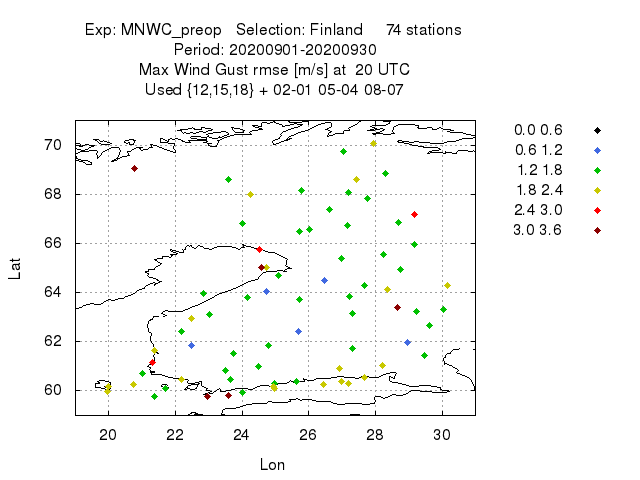 Exp: MNWC_preop   Selection: Finland     74 stations
Period: 20200901-20200930
Max Wind Gust rmse [m/s] at  20 UTC
Used {12,15,18} + 02-01 05-04 08-07
70
68
66
64
62
60
Lat
20 22 24 26 28 30
Lon
0.0 0.6
0.6 1.2
1.2 1.8
1.8 2.4
2.4 3.0
3.0 3.6